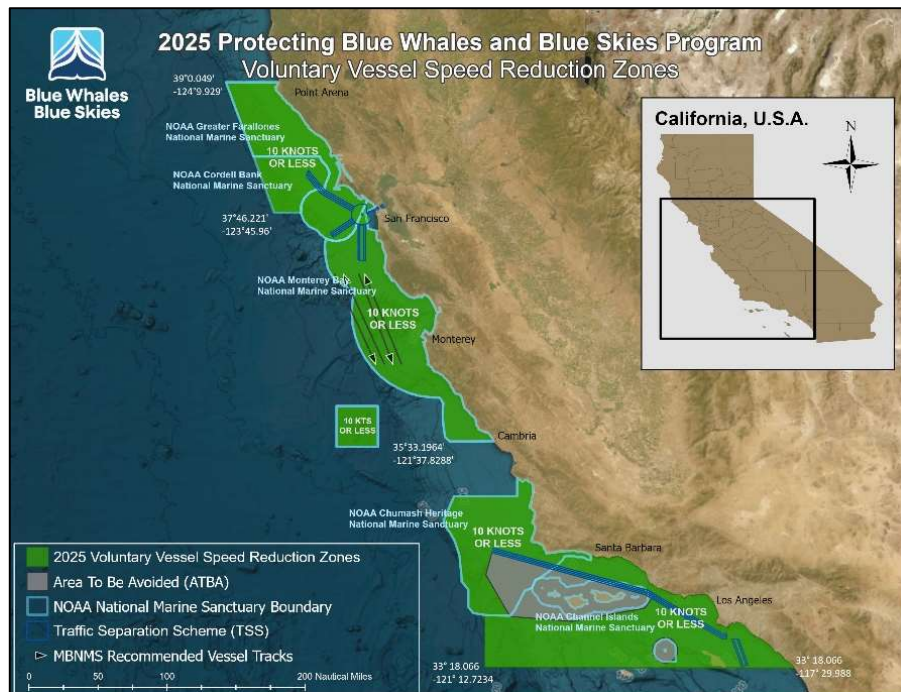 2025 Protecting Blue Whales and Blue Skies Program
Voluntary Vessel Speed Reduction Zones
Blue Whales
Blue Skies
39°0.049'
-124°9.929'
Point Arena
NOAA Greater Farallones
National Marine Sanctuary
10 KNOTS
OR LESS
NOAA Cordell Bank
National Marine Sanctuary
37°46.221'
-123°45.96'
San Francisco
NOAA Monterey Bay
National Marine Sanctuary
10 KNOTS
OR LESS
Monterey
10 KTS
OR LESS
35°33.1964'
-121°37.8288'
Cambria
NOAA Chumash Heritage
National Marine Sanctuary
10 KNOTS
OR LESS
Santa Barbara
Los Angeles
10 KNOTS
OR LESS
NOAA Channel Islands
National Marine Sanctuary
33° 18.066
-121° 12.7234
33° 18.066
-117° 29.988
California, U.S.A.
N
2025 Voluntary Vessel Speed Reduction Zones
Area To Be Avoided (ATBA)
NOAA National Marine Sanctuary Boundary
Traffic Separation Scheme (TSS)
MBNMS Recommended Vessel Tracks
0 50 100 200 Nautical Miles